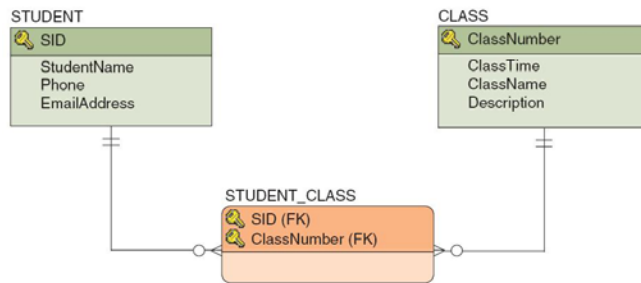 STUDENT
SID
StudentName
Phone
EmailAddress
CLASS
ClassNumber
ClassTime
ClassName
Description
STUDENT_CLASS
SID (FK)
ClassNumber (FK)